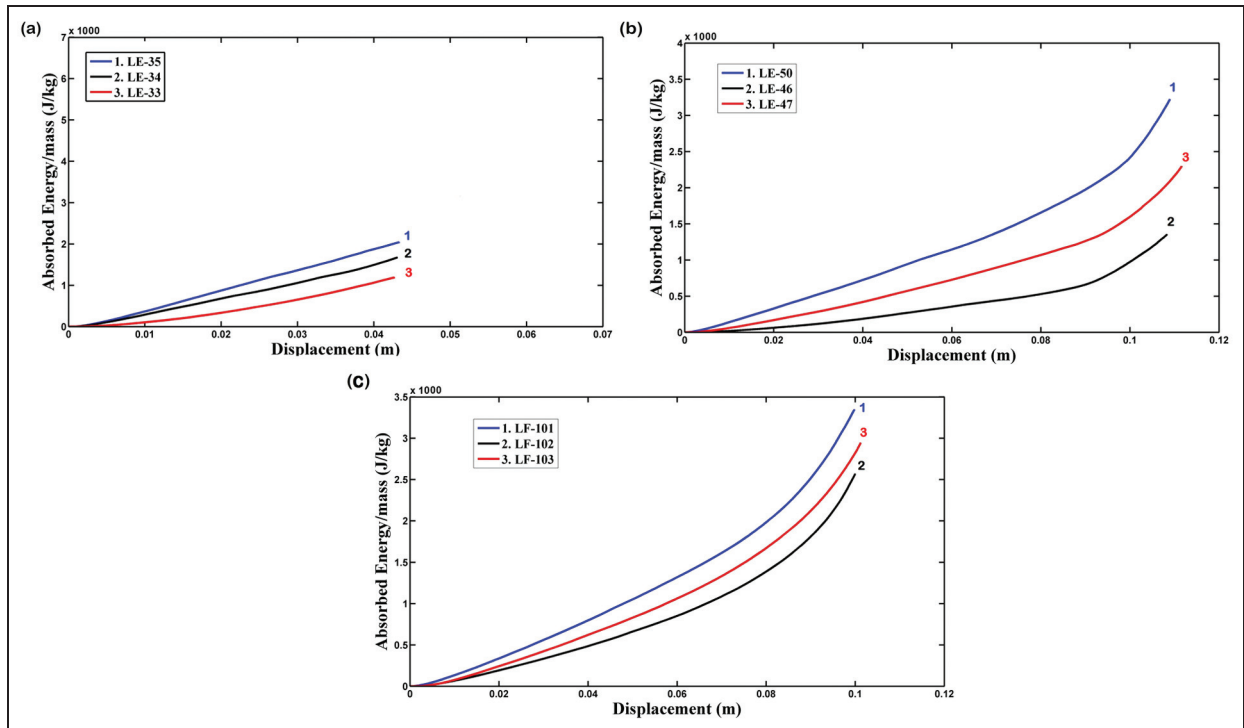 (a)
x 1000
7
6
5
4
3
2
1
0
Absorbed Energy/mass (J/kg)
1. LE-35
2. LE-34
3. LE-33
1
2
3
0 0.01 0.02 0.03 0.04 0.05 0.06 0.07
Displacement (m)
(b)
x 1000
4
3.5
3
2.5
2
1.5
1
0.5
0
Absorbed Energy/mass (J/kg)
1. LE-50
2. LE-46
3. LE-47
1
3
2
0 0.02 0.04 0.06 0.08 0.1 0.12
Displacement (m)
(c)
x 1000
3.5
3
2.5
2
1.5
1
0.5
0
Absorbed Energy/mass (J/kg)
1. LF-101
2. LF-102
3. LF-103
1
3
2
0 0.02 0.04 0.06 0.08 0.1 0.12
Displacement (m)